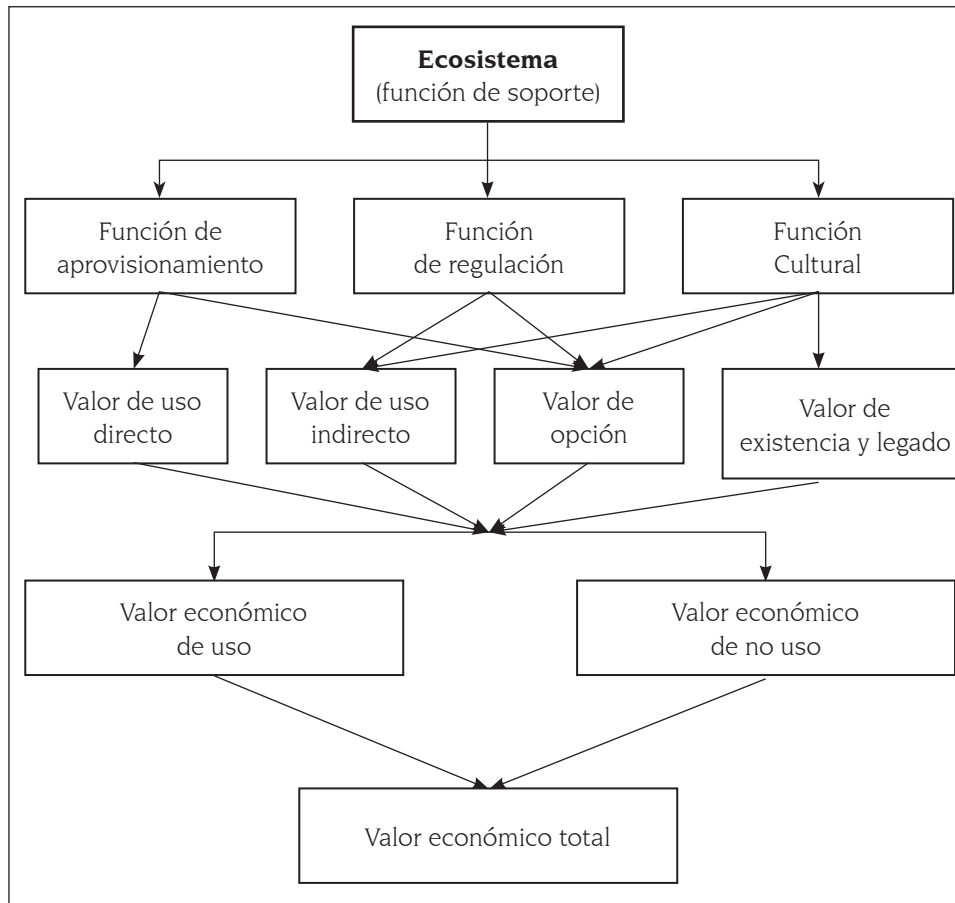 Ecosistema
(función de soporte)
Función de
aprovisionamiento
Función
de regulación
Función
Cultural
Valor de uso
directo
Valor de uso
indirecto
Valor de
opción
Valor de
existencia y legado
Valor económico
de uso
Valor económico
de no uso
Valor económico total